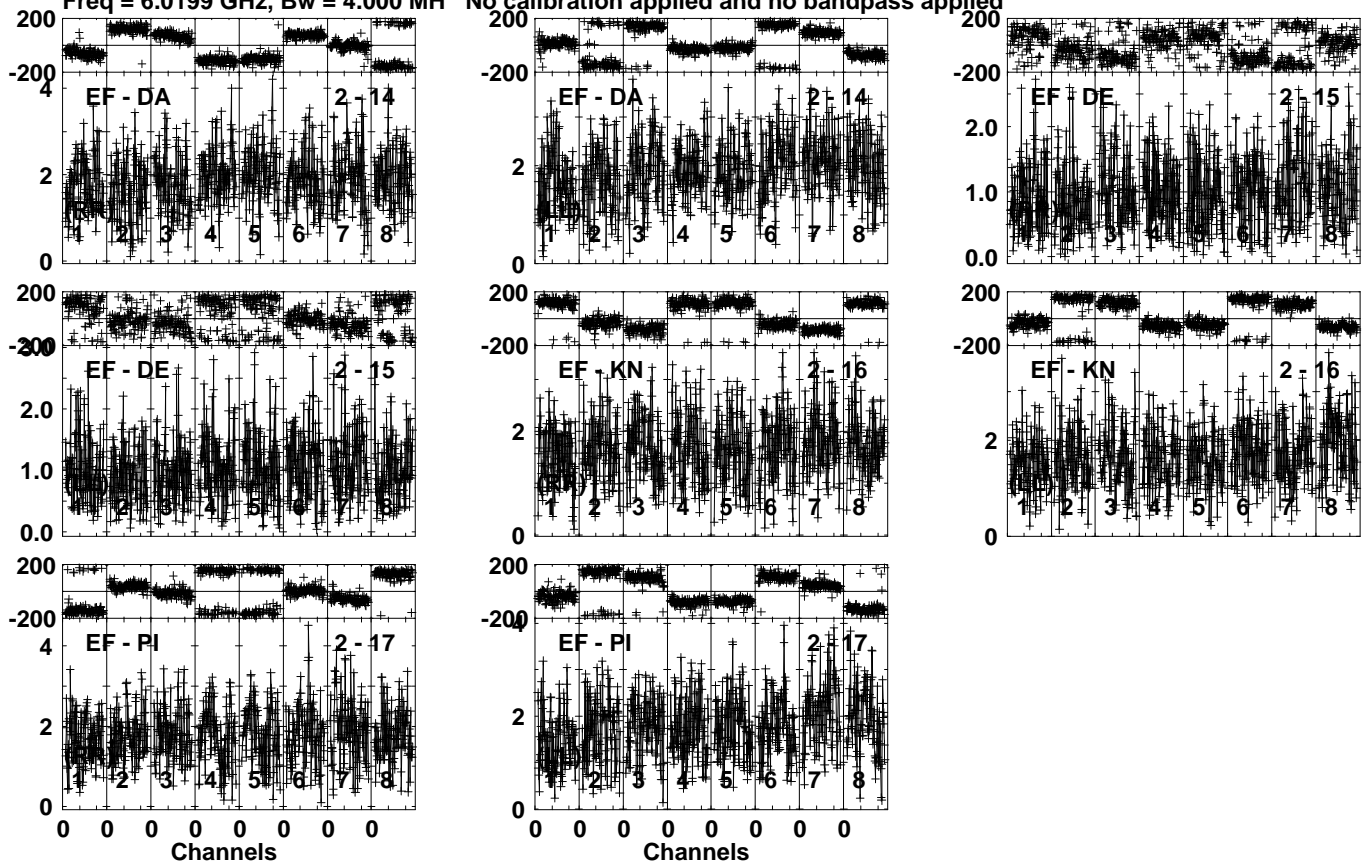 Freq = 6.0199 GHz, Bw = 4.000 MH No calibration applied and no bandpass applied
200 200 200
-200 -200 -200
EF - DA 2 - 14 EF - DA 2 - 14 EF - DE 2 - 15
4
2.0
2 2
1.0
1 2 3 4 5 6 7 8 1 2 3 4 5 6 7 8 1 2 3 4 5 6 7 8
0 0 0.0
200 200 200
-200 -200 -200
3.0
EF - DE 2 - 15 EF - KN 2 - 16 EF - KN 2 - 16
2.0 2 2
1.0
(RR)
1 2 3 4 5 6 7 8 1 2 3 4 5 6 7 8 1 2 3 4 5 6 7 8
0.0 0 0
200 200
-200 -200
4
EF - PI 2 - 17 EF - PI 2 - 17
4
2 2
1 2 3 4 5 6 7 8 1 2 3 4 5 6 7 8
0 0
0 0 0 0 0 0 0 0 0 0 0 0 0 0 0 0
Channels Channels